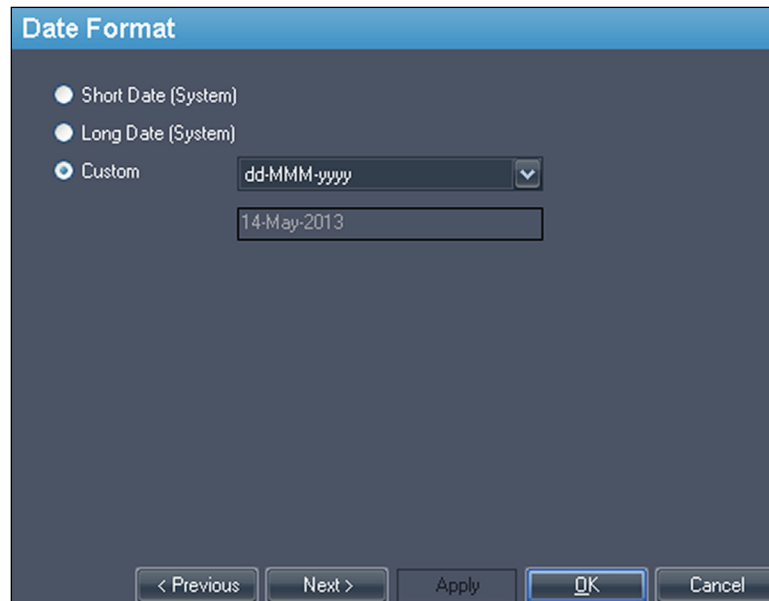 Date Format
Short Date (System)
Long Date (System)
Custom dd-MMM-yyyy
14-May-2013
< Previous Next > Apply OK Cancel